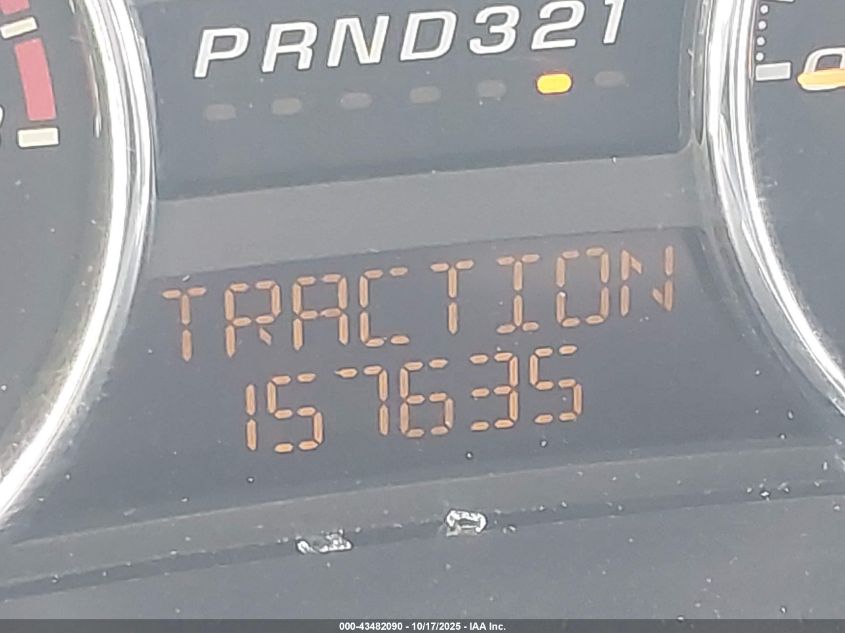 PRND321
TRACTION
157635
000-43482090 - 10/17/2025 - IAA Inc.